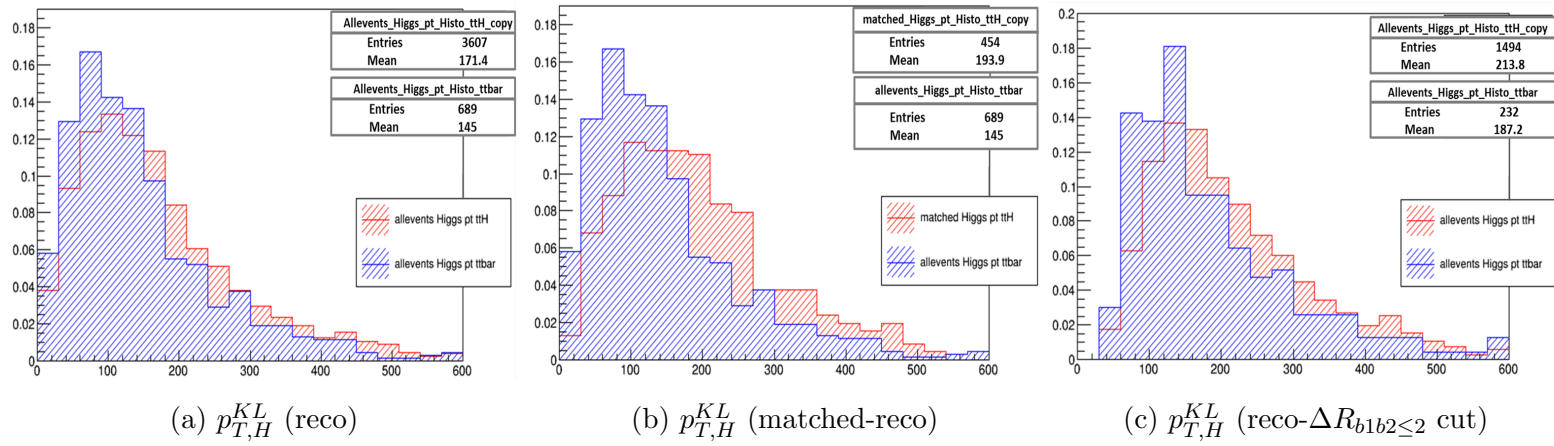 Allevents_Higgs_pt_Histo_ttH_copy
Entries 3607
Mean 171.4
Allevents_Higgs_pt_Histo_ttbar
Entries 689
Mean 145
allevents Higgs pt ttH
allevents Higgs pt ttbar
0.18
0.16
0.14
0.12
0.1
0.08
0.06
0.04
0.02
0
0 100 200 300 400 500 600
(a) p_{T,H}^{KL} (reco)
matched_Higgs_pt_Histo_ttH_copy
Entries 454
Mean 193.9
allevents_Higgs_pt_Histo_ttbar
Entries 689
Mean 145
matched Higgs pt ttH
allevents Higgs pt ttbar
0.18
0.16
0.14
0.12
0.1
0.08
0.06
0.04
0.02
0
0 100 200 300 400 500 600
(b) p_{T,H}^{KL} (matched-reco)
Allevents_Higgs_pt_Histo_ttH_copy
Entries 1494
Mean 213.8
Allevents_Higgs_pt_Histo_ttbar
Entries 232
Mean 187.2
allevents Higgs pt ttH
allevents Higgs pt ttbar
0.2
0.18
0.16
0.14
0.12
0.1
0.08
0.06
0.04
0.02
0
0 100 200 300 400 500 600
(c) p_{T,H}^{KL} (reco-ΔR_{b1b2≤2} cut)